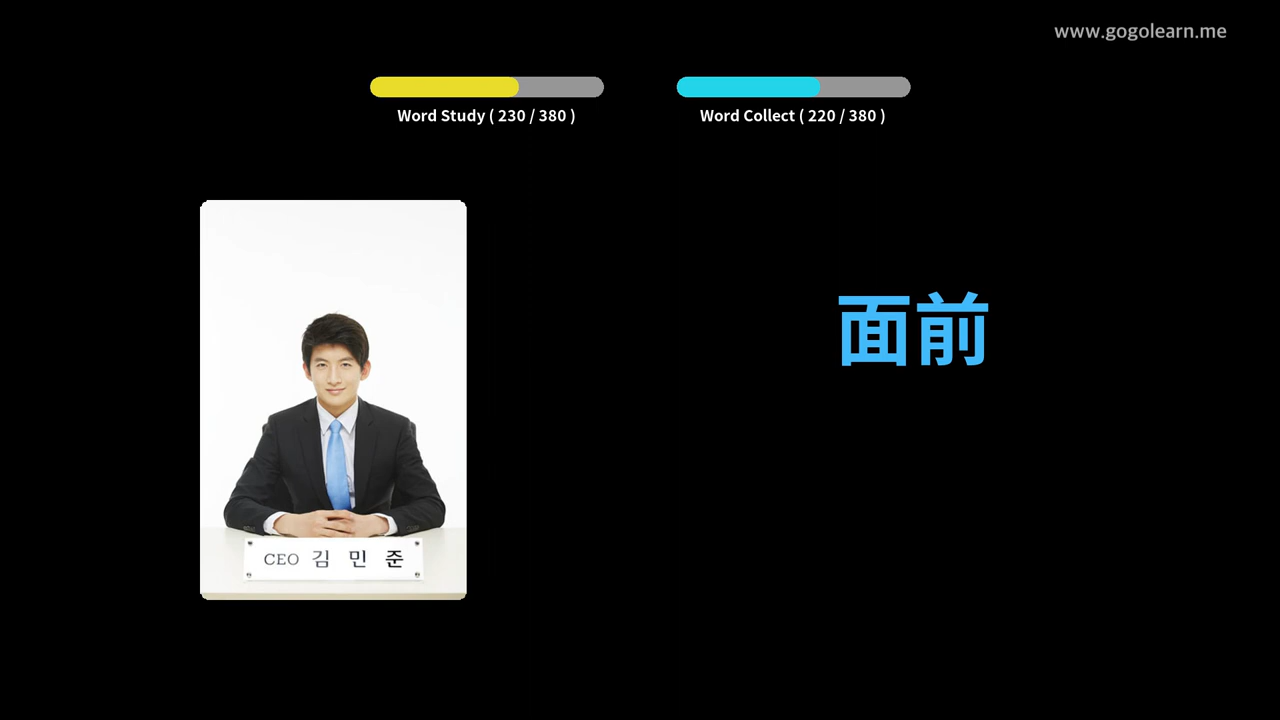 www.gogolearn.me
Word Study ( 230 / 380 )
Word Collect ( 220 / 380 )
面前
CEO 김 민 준